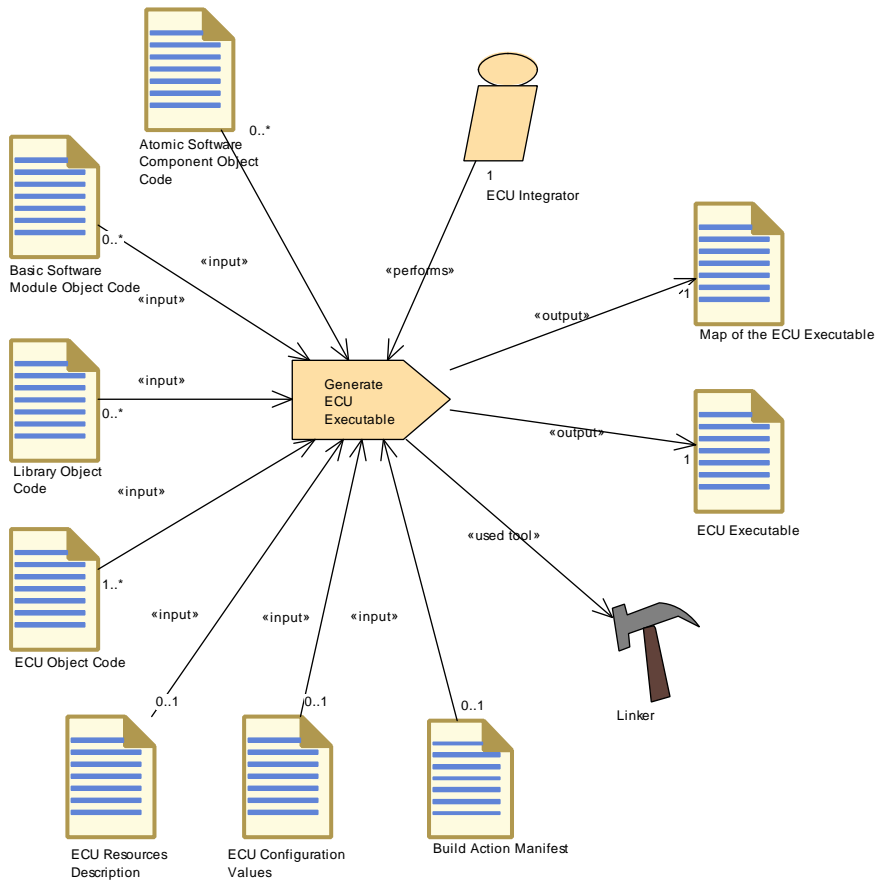 0..*
Atomic Software
Component Object
Code
1
ECU Integrator
0..*
Basic Software
Module Object Code
«input»
«input»
«performs»
«output»
1
Map of the ECU Executable
«input»
0..*
Library Object
Code
Generate
ECU
Executable
«output»
1
ECU Executable
«input»
1..*
ECU Object Code
«used tool»
Linker
«input»
«input»
«input»
0..1
0..1
0..1
ECU Resources
Description
ECU Configuration
Values
Build Action Manifest